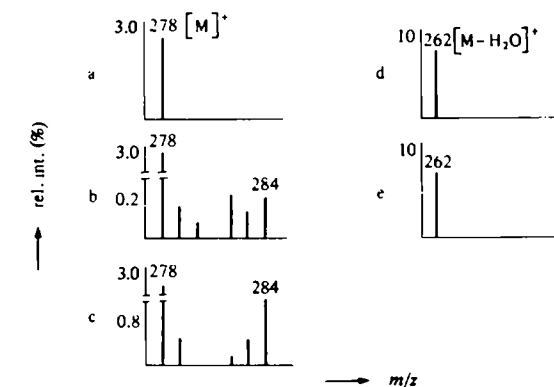 3.0 278 [M]⁺
a
10 262 [M-H₂O]⁺
d
278
3.0
b 0.2 284
10 262
e
3.0 278
284
c 0.8
rel. int. (%)
m/z